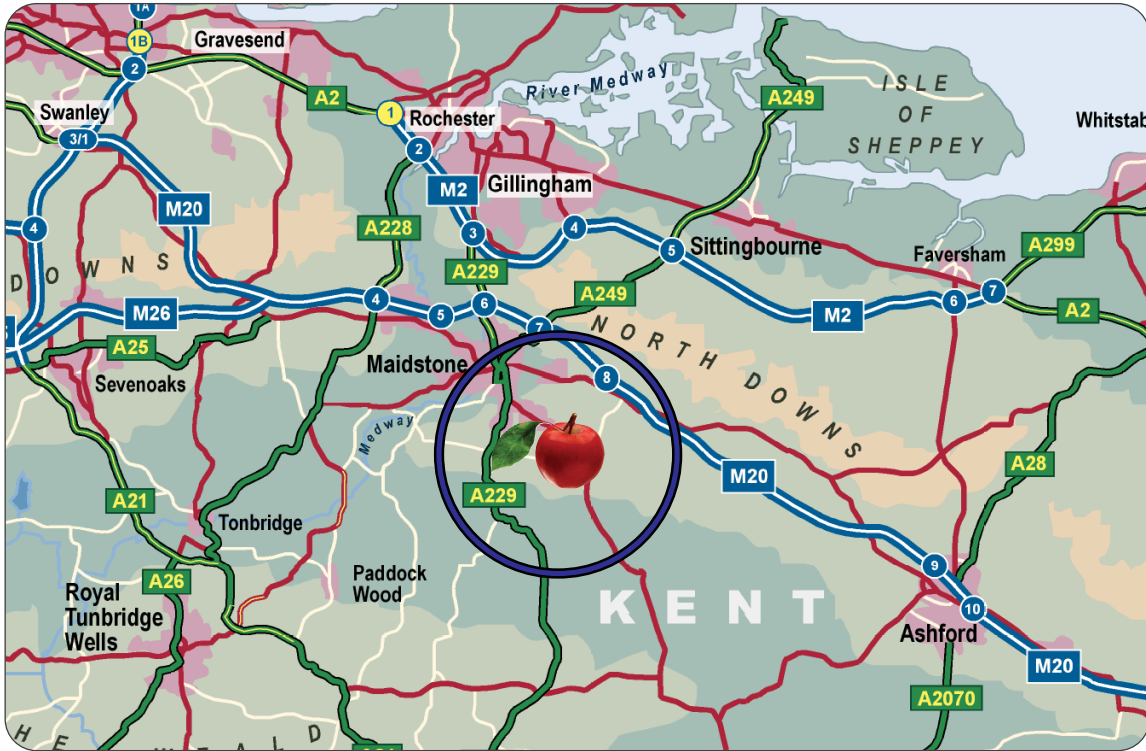 1A
1B
Gravesend
2
A2
1
Rochester
River Medway
A249
ISLE
OF
SHEPPEY
Whitstab
Swanley
3/1
2
M2
Gillingham
M20
4
A228
3
4
5
Sittingbourne
Faversham
A299
DOWNS
A229
A249
6
7
A2
M26
4
5
6
7
M2
A25
Maidstone
NORTH DOWNS
Sevenoaks
8
Medway
M20
A28
A21
A229
Tonbridge
9
A26
Paddock
Wood
Royal
Tunbridge
Wells
KENT
10
Ashford
M20
A2070
HE WEALD